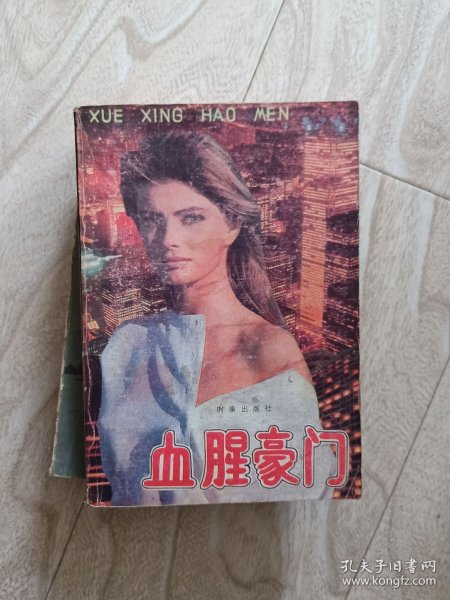 XUE XING HAO MEN
时事出版社
血腥豪门
孔夫子旧书网
www.kongfz.com